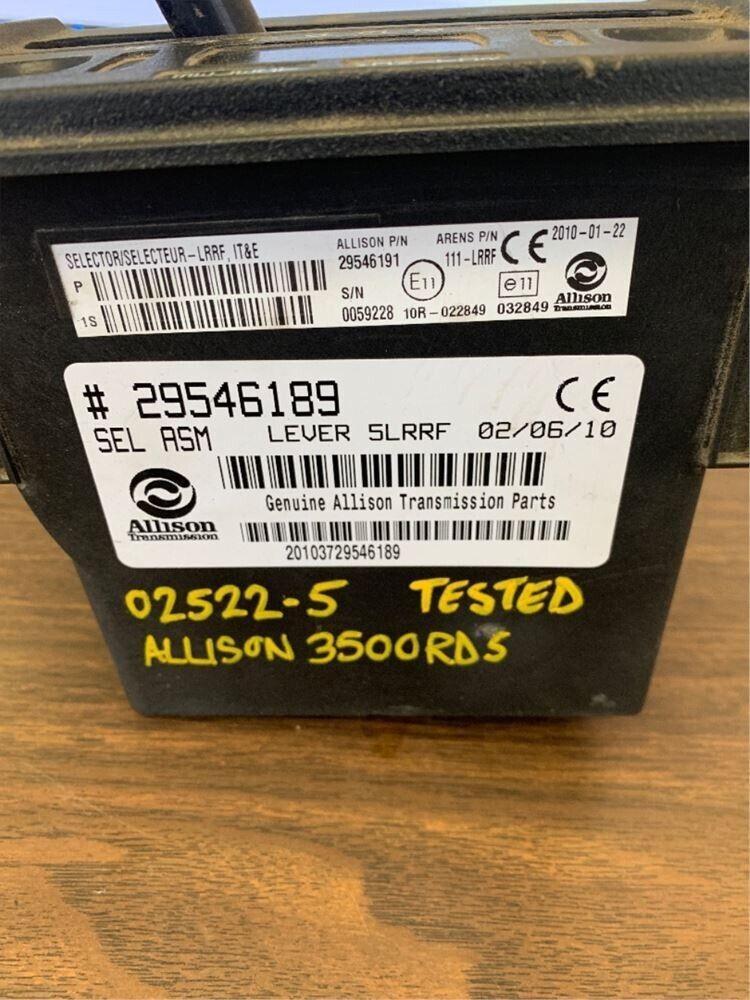 SELECTOR/SELECTEUR-LRRF, IT&E
ALLISON P/N
29546191
ARENS P/N
111-LRRF
CE
2010-01-22
P
1S
S/N
0059228
E11
10R-022849
e11
032849
Allison
Transmission
# 29546189
CE
SEL ASM LEVER 5LRRF 02/06/10
Allison
Transmission
Genuine Allison Transmission Parts
20103729546189
02522-5 TESTED
ALLISON 3500RDS